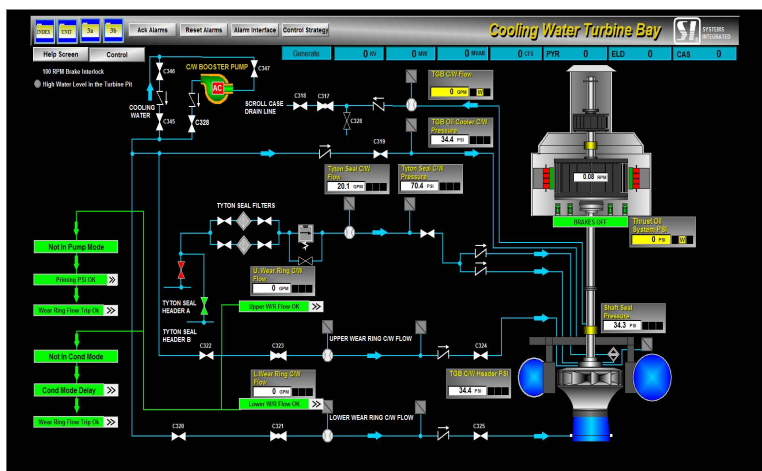 INDEX
UNIT
3a
3b
Ack Alarms
Reset Alarms
Alarm Interface
Control Strategy
Cooling Water Turbine Bay
SI
SYSTEMS
INTEGRATED
Help Screen
Control
Generate
0 KV
0 MW
0 MVAR
0 CFS
PYR 0
ELD 0
CAS 0
100 RPM Brake Interlock
High Water Level in the Turbine Pit
C346
C/W BOOSTER PUMP
C347
AC
COOLING
WATER
C345
C328
SCROLL CASE
DRAIN LINE
C318
C317
C328
C319
TGB C/W Flow
0 GPM
W
TGB Oil Cooler C/W
Pressure
34.4 PSI
Tyton Seal C/W
Flow
20.1 GPM
Tyton Seal C/W
Pressure
70.4 PSI
0.08 RPM
BRAKES OFF
Thrust Oil
System PSI
0 PSI
W
TYTON SEAL FILTERS
Not In Pump Mode
Priming PSI OK >>
Wear Ring Flow Trip Ok >>
TYTON SEAL
HEADER A
TYTON SEAL
HEADER B
U. Wear Ring C/W
Flow
0 GPM
Upper W/R Flow OK >>
Shaft Seal
Pressure
34.3 PSI
UPPER WEAR RING C/W FLOW
C322
C323
C324
Not In Cond Mode
Cond Mode Delay >>
Wear Ring Flow Trip Ok >>
L.Wear Ring C/W
Flow
0 GPM
Lower W/R Flow OK >>
TGB C/W Header PSI
34.4 PSI
LOWER WEAR RING C/W FLOW
C320
C321
C325